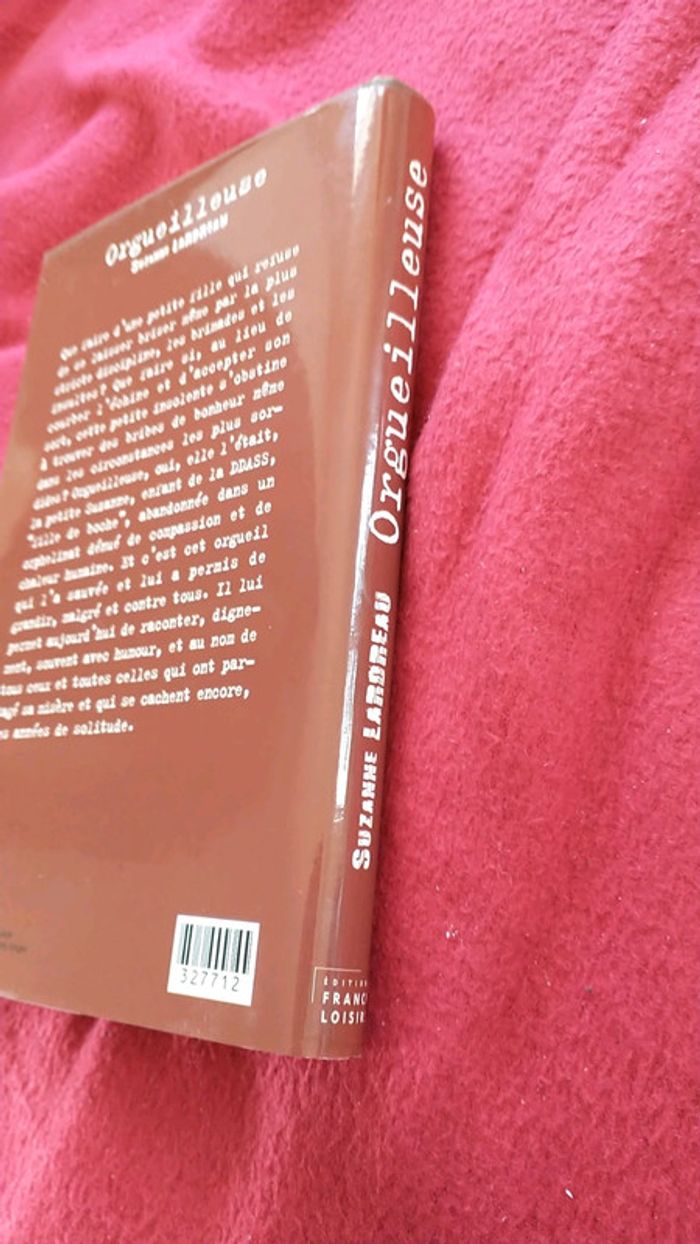 Orgueilleuse
SUZANNE LARDREAU
Que faire d'une petite fille qui refuse
de se laisser briser même par la plus
stricte discipline, les brimades et les
insultes? Que faire si, au lieu de
courber l'échine et d'accepter son
sort, cette petite insolente s'obstine
à trouver des bribes de bonheur même
dans les circonstances les plus sor-
dides? Orgueilleuse, oui, elle l'était,
la petite Suzanne, enfant de la DDASS,
"fille de boche", abandonnée dans un
orphelinat dénué de compassion et de
chaleur humaine. Et c'est cet orgueil
qui l'a sauvée et lui a permis de
grandir, malgré et contre tous. Il lui
permet aujourd'hui de raconter, digne-
ment, souvent avec humour, et au nom de
tous ceux et toutes celles qui ont par-
tagé sa misère et qui se cachent encore,
ces années de solitude.
327712
Orgueilleuse
SUZANNE LARDREAU
ÉDITION
FRANC
LOISIR